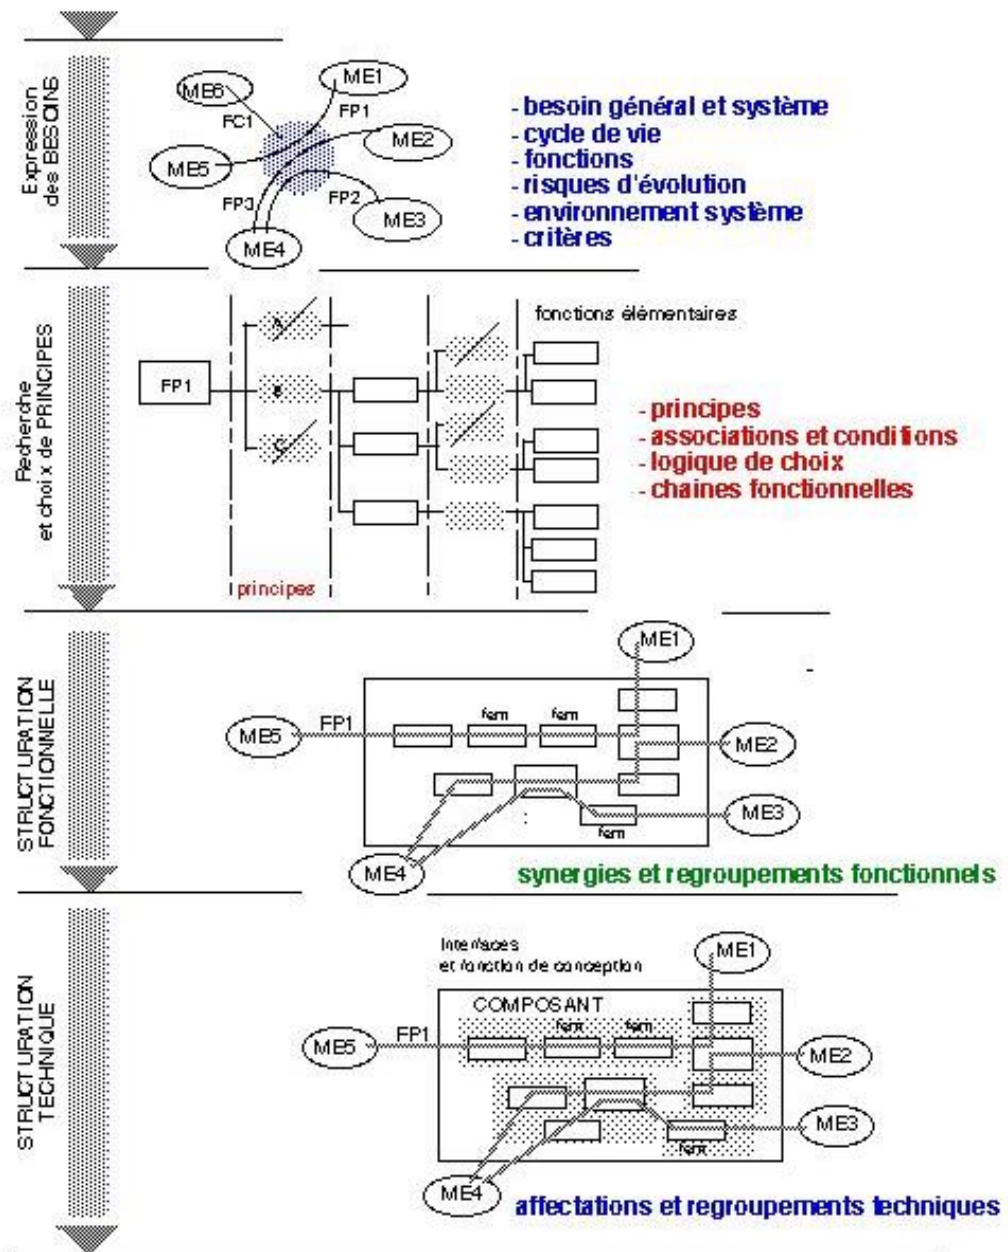 Expression
des BESOINS
ME6
ME1
FC1
FP1
ME2
ME5
FP3
FP2
ME3
ME4
- besoin général et système
- cycle de vie
- fonctions
- risques d'évolution
- environnement système
- critères
Recherche
et choix de PRINCIPES
fonctions élémentaires
A
FP1
B
C
principes
- principes
- associations et conditions
- logique de choix
- chaines fonctionnelles
STRUCTURATION
FONCTIONNELLE
ME1
ME5
FP1
ME2
ME3
ME4
synergies et regroupements fonctionnels
STRUCTURATION
TECHNIQUE
Interfaces
et fonction de conception
ME1
COMPOSANT
ME5
FP1
ME2
ME3
ME4
affectations et regroupements techniques